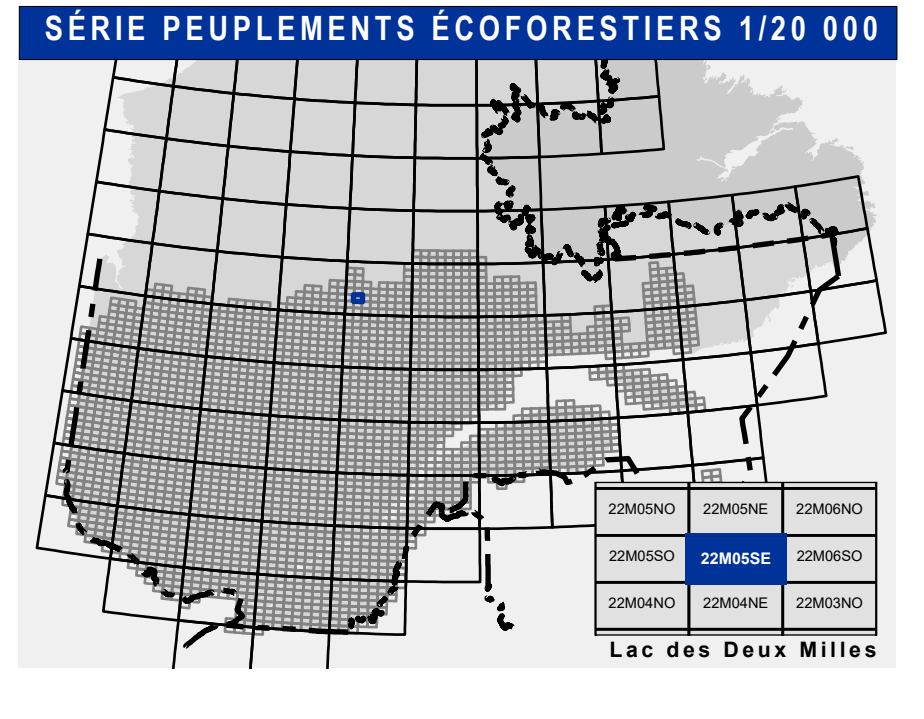 SÉRIE PEUPLEMENTS ÉCOFORESTIERS 1/20 000
22M05NO 22M05NE 22M06NO
22M05SO 22M05SE 22M06SO
22M04NO 22M04NE 22M03NO
Lac des Deux Milles